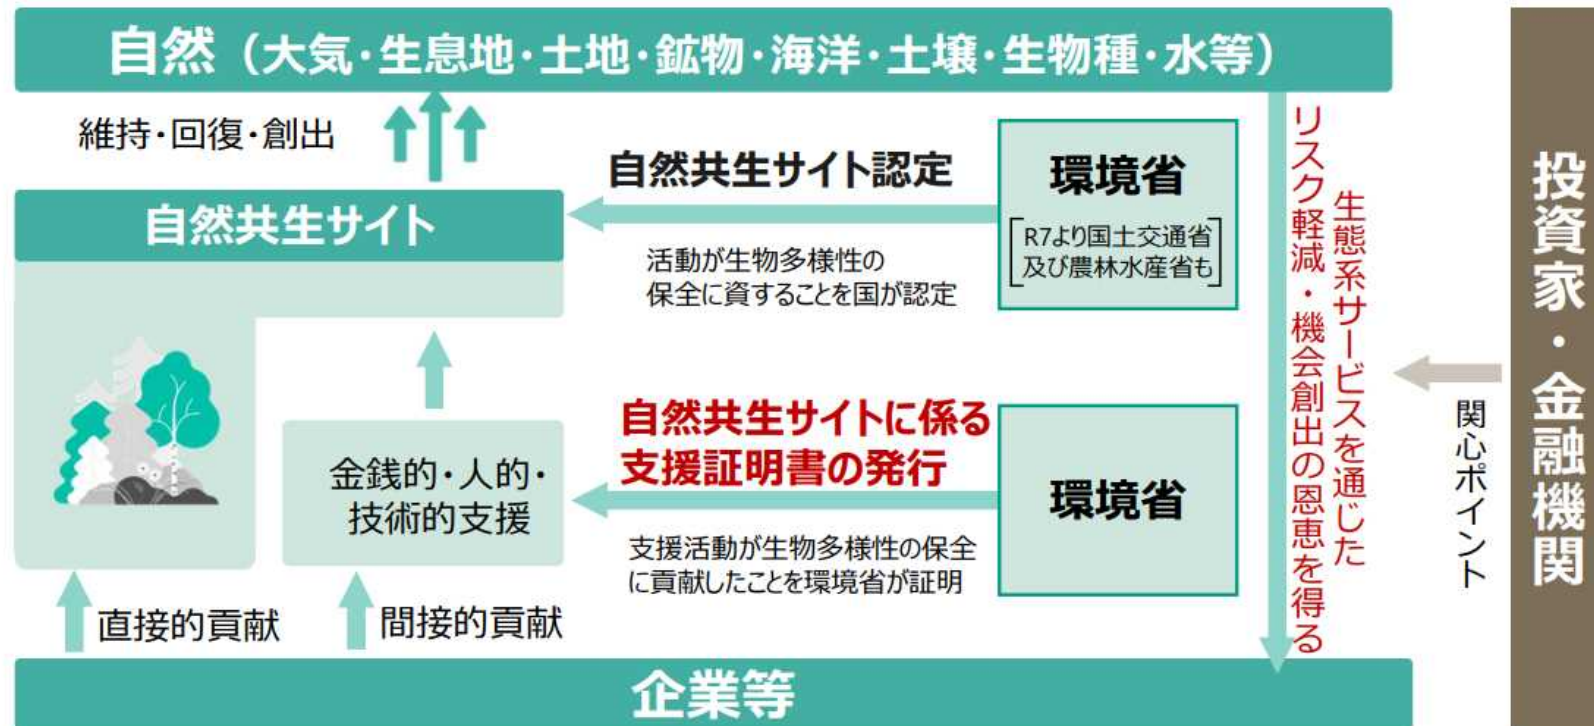 自然（大気・生息地・土地・鉱物・海洋・土壌・生物種・水等）
維持・回復・創出
自然共生サイト
自然共生サイト認定
活動が生物多様性の
保全に資することを国が認定
環境省
R7より国土交通省
及び農林水産省も
金銭的・人的・
技術的支援
自然共生サイトに係る
支援証明書の発行
支援活動が生物多様性の保全
に貢献したことを環境省が証明
環境省
直接的貢献
間接的貢献
企業等
生態系サービスを通じた
リスク軽減・機会創出の恩恵を得る
関心ポイント
投資家・金融機関